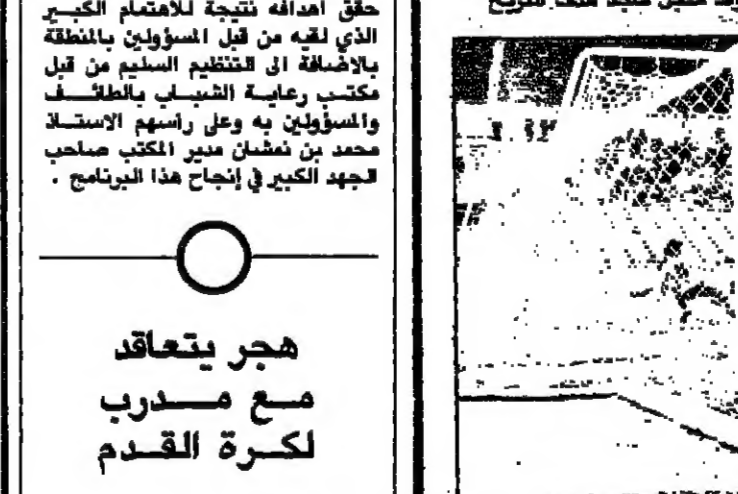 حقق أهدافه نتيجة للاهتمام الكبير
الذي لقيه من قبل المسؤولين بالمنطقة
بالاضافة الى التنظيم السليم من قبل
مكتب رعاية الشباب بالطائف
والمسؤولين به وعلى رأسهم الاستاذ
محمد بن نمشان مدير المكتب صاحب
الجهد الكبير في إنجاح هذا البرنامج .
هجر يتعاقد
مع مدرب
لكرة القدم